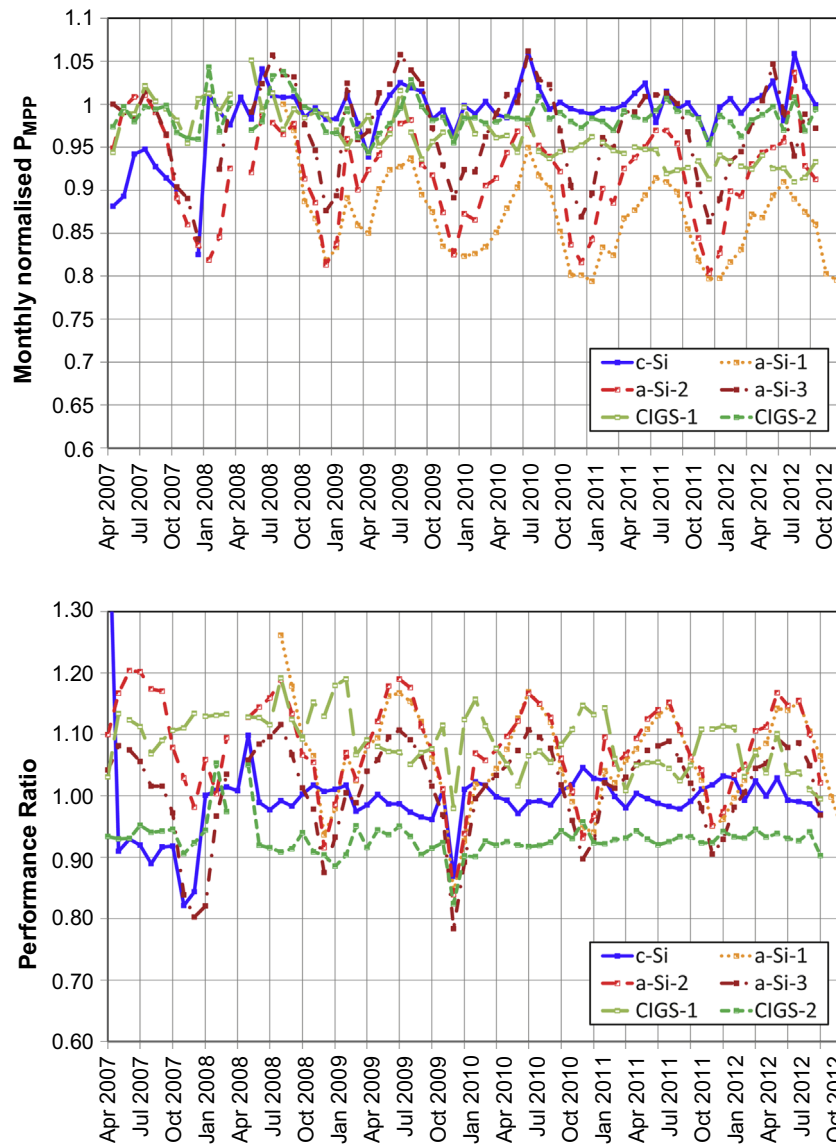 Monthly normalised PMPP
1.1
1.05
1
0.95
0.9
0.85
0.8
0.75
0.7
0.65
0.6
c-Si
a-Si-1
a-Si-2
a-Si-3
CIGS-1
CIGS-2
Apr 2007
Jul 2007
Oct 2007
Jan 2008
Apr 2008
Jul 2008
Oct 2008
Jan 2009
Apr 2009
Jul 2009
Oct 2009
Jan 2010
Apr 2010
Jul 2010
Oct 2010
Jan 2011
Apr 2011
Jul 2011
Oct 2011
Jan 2012
Apr 2012
Jul 2012
Oct 2012
Performance Ratio
1.30
1.20
1.10
1.00
0.90
0.80
0.70
0.60
c-Si
a-Si-1
a-Si-2
a-Si-3
CIGS-1
CIGS-2
Apr 2007
Jul 2007
Oct 2007
Jan 2008
Apr 2008
Jul 2008
Oct 2008
Jan 2009
Apr 2009
Jul 2009
Oct 2009
Jan 2010
Apr 2010
Jul 2010
Oct 2010
Jan 2011
Apr 2011
Jul 2011
Oct 2011
Jan 2012
Apr 2012
Jul 2012
Oct 2012